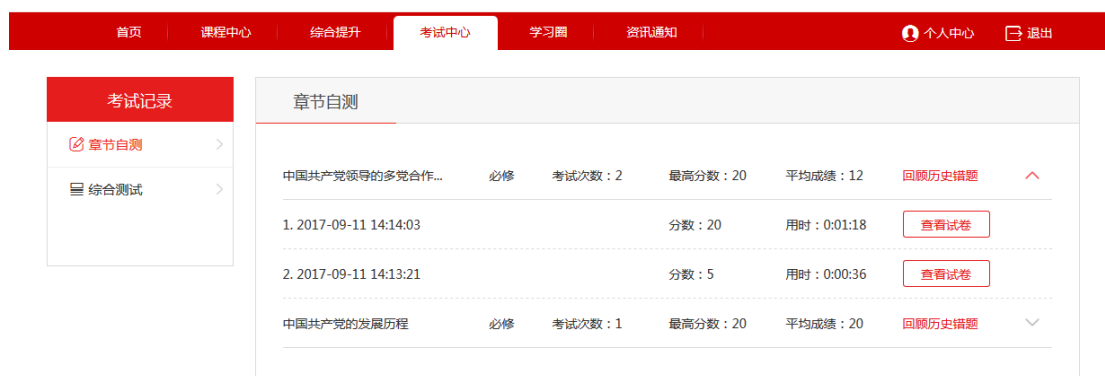 首页 课程中心 综合提升 考试中心 学习圈 资讯通知 个人中心 退出
考试记录
章节自测
综合测试
章节自测
中国共产党领导的多党合作... 必修 考试次数：2 最高分数：20 平均成绩：12 回顾历史错题
1. 2017-09-11 14:14:03 分数：20 用时：0:01:18 查看试卷
2. 2017-09-11 14:13:21 分数：5 用时：0:00:36 查看试卷
中国共产党的发展历程 必修 考试次数：1 最高分数：20 平均成绩：20 回顾历史错题